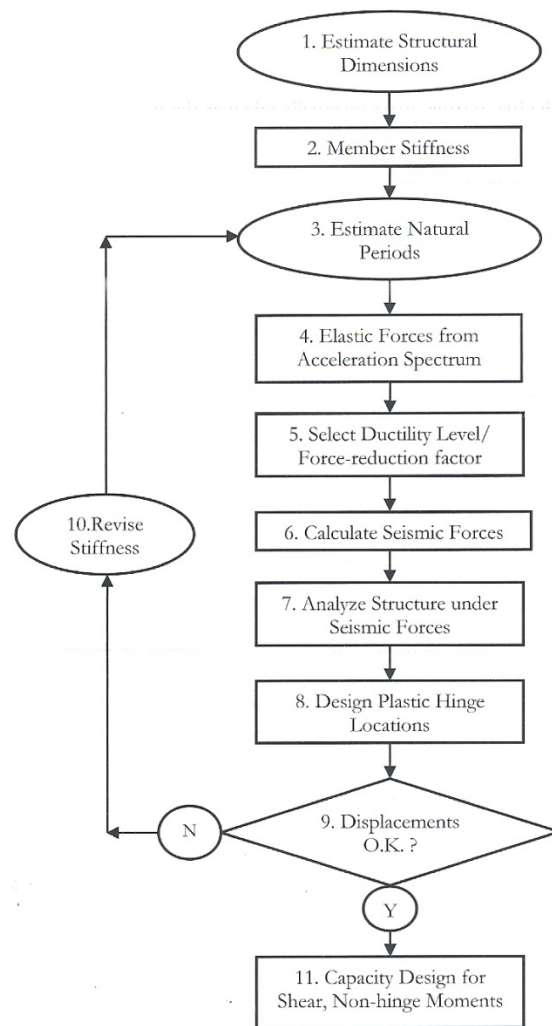 1. Estimate Structural
Dimensions
2. Member Stiffness
3. Estimate Natural
Periods
4. Elastic Forces from
Acceleration Spectrum
5. Select Ductility Level/
Force-reduction factor
10.Revise
Stiffness
6. Calculate Seismic Forces
7. Analyze Structure under
Seismic Forces
8. Design Plastic Hinge
Locations
9. Displacements
O.K. ?
N
Y
11. Capacity Design for
Shear, Non-hinge Moments